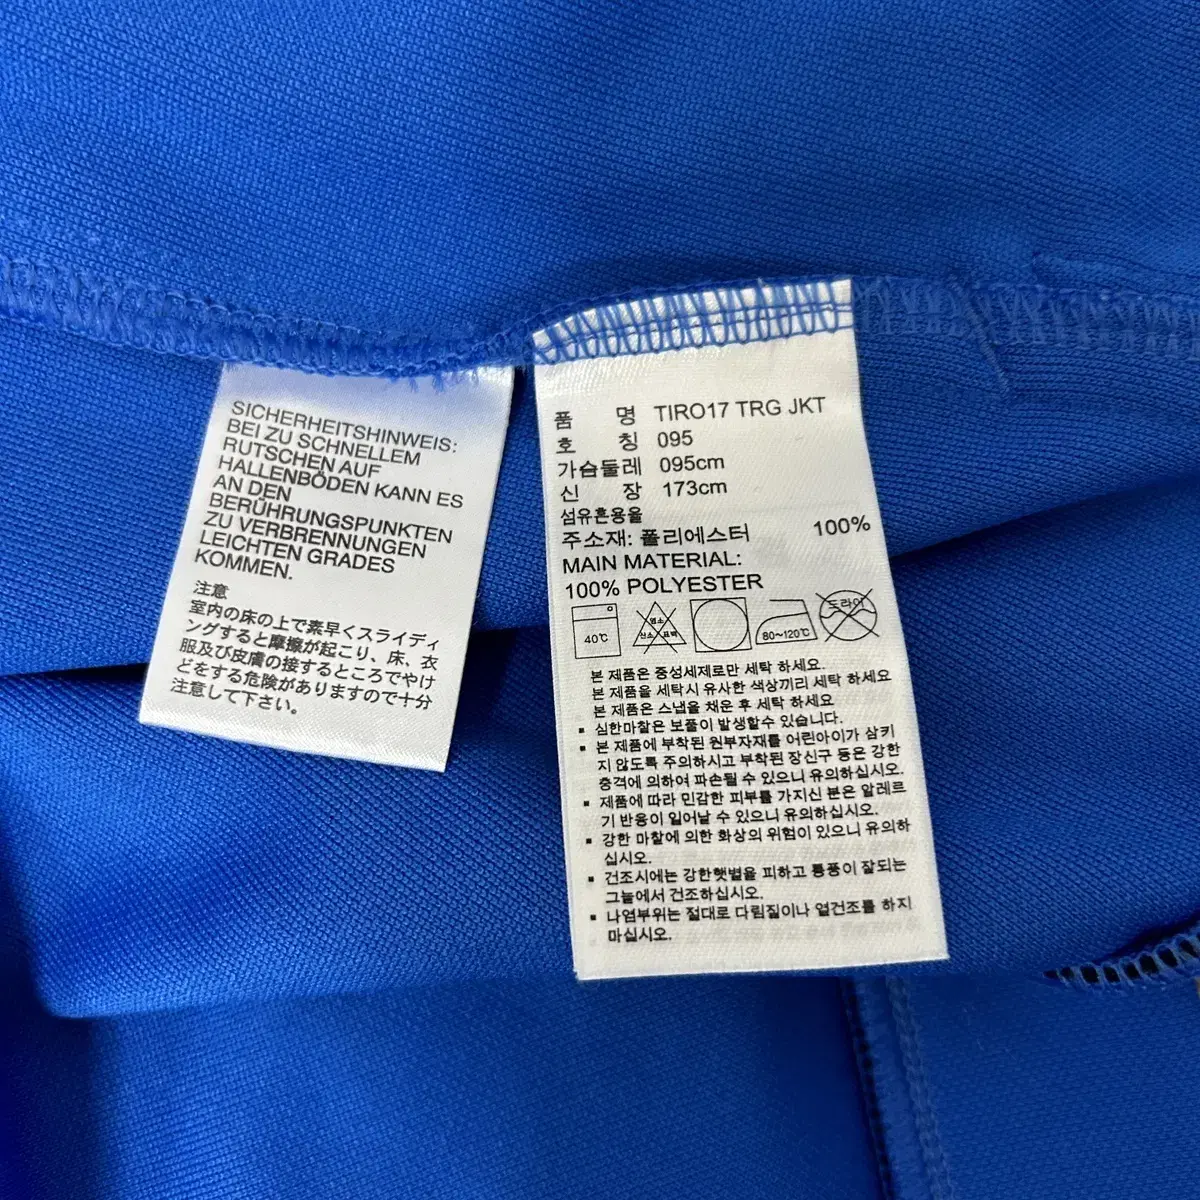 SICHERHEITSHINWEIS:
BEI ZU SCHNELLEM
RUTSCHEN AUF
HALLENBÖDEN KANN ES
AN DEN
BERÜHRUNGSPUNKTEN
ZU VERBRENNUNGEN
LEICHTEN GRADES
KOMMEN.
注意
室内の床の上で素早くスライディ
ングすると摩擦が起こり、床、衣
服及び皮膚の接するところでやけ
どをする危険がありますので十分
注意して下さい。
품 명 TIRO17 TRG JKT
호 칭 095
가슴둘레 095cm
신 장 173cm
섬유혼용율
주소재: 폴리에스터 100%
MAIN MATERIAL:
100% POLYESTER
40℃
염소
산소 표백
80~120℃
드라이
본 제품은 중성세제로만 세탁 하세요.
본 제품을 세탁시 유사한 색상끼리 세탁 하세요
본 제품은 스냅을 채운 후 세탁 하세요
▪ 심한마찰은 보풀이 발생할수 있습니다.
▪ 본 제품에 부착된 원부자재를 어린아이가 삼키
지 않도록 주의하시고 부착된 장신구 등은 강한
충격에 의하여 파손될 수 있으니 유의하십시오.
▪ 제품에 따라 민감한 피부를 가지신 분은 알레르
기 반응이 일어날 수 있으니 유의하십시오.
▪ 강한 마찰에 의한 화상의 위험이 있으니 유의하
십시오.
▪ 건조시에는 강한햇볕을 피하고 통풍이 잘되는
그늘에서 건조하십시오.
▪ 나염부위는 절대로 다림질이나 열건조를 하지
마십시오.